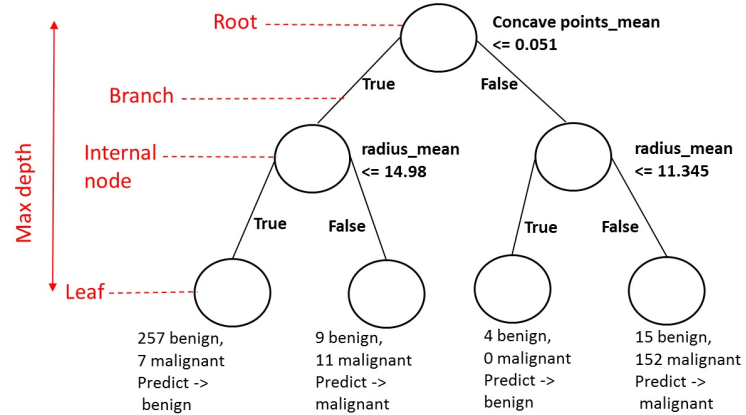 Root
Concave points_mean
<= 0.051
True
False
Branch
Internal
node
radius_mean
<= 14.98
radius_mean
<= 11.345
Max depth
True
False
True
False
Leaf
257 benign,
7 malignant
Predict ->
benign
9 benign,
11 malignant
Predict ->
malignant
4 benign,
0 malignant
Predict ->
benign
15 benign,
152 malignant
Predict ->
malignant